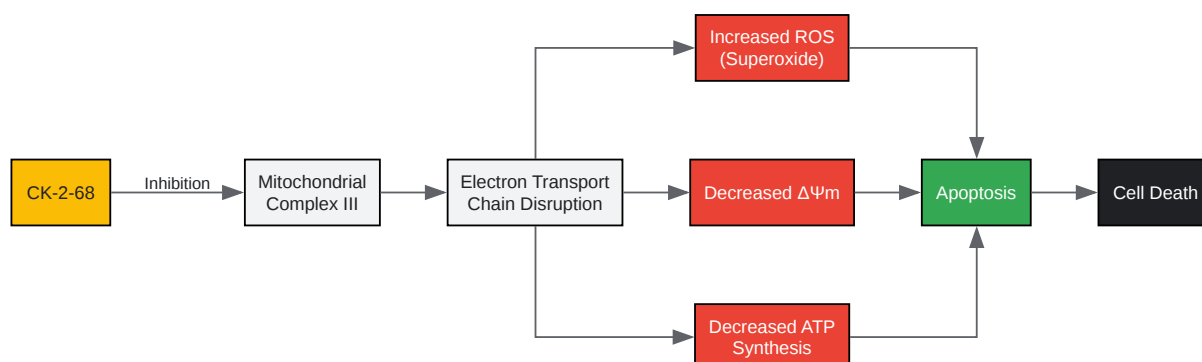 CK-2-68
Inhibition
Mitochondrial
Complex III
Electron Transport
Chain Disruption
Increased ROS
(Superoxide)
Decreased ΔΨm
Decreased ATP
Synthesis
Apoptosis
Cell Death